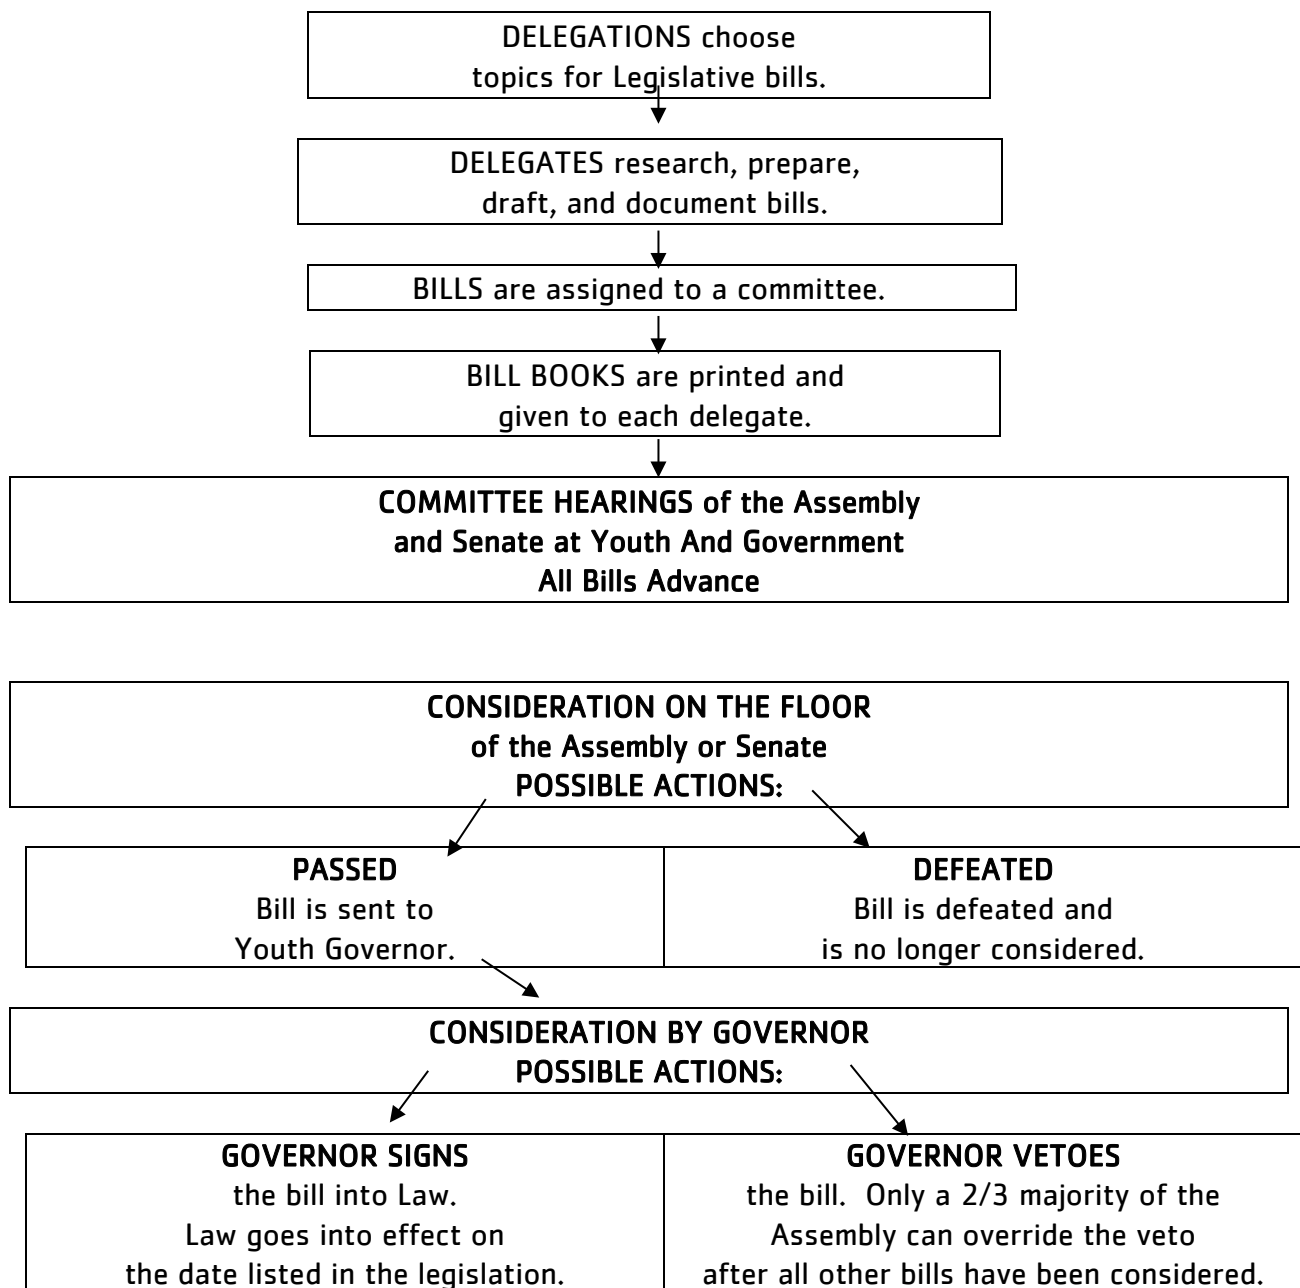 DELEGATIONS choose
topics for Legislative bills.
DELEGATES research, prepare,
draft, and document bills.
BILLS are assigned to a committee.
BILL BOOKS are printed and
given to each delegate.
COMMITTEE HEARINGS of the Assembly
and Senate at Youth And Government
All Bills Advance
CONSIDERATION ON THE FLOOR
of the Assembly or Senate
POSSIBLE ACTIONS:
PASSED
Bill is sent to
Youth Governor.
DEFEATED
Bill is defeated and
is no longer considered.
CONSIDERATION BY GOVERNOR
POSSIBLE ACTIONS:
GOVERNOR SIGNS
the bill into Law.
Law goes into effect on
the date listed in the legislation.
GOVERNOR VETOES
the bill.  Only a 2/3 majority of the
Assembly can override the veto
after all other bills have been considered.